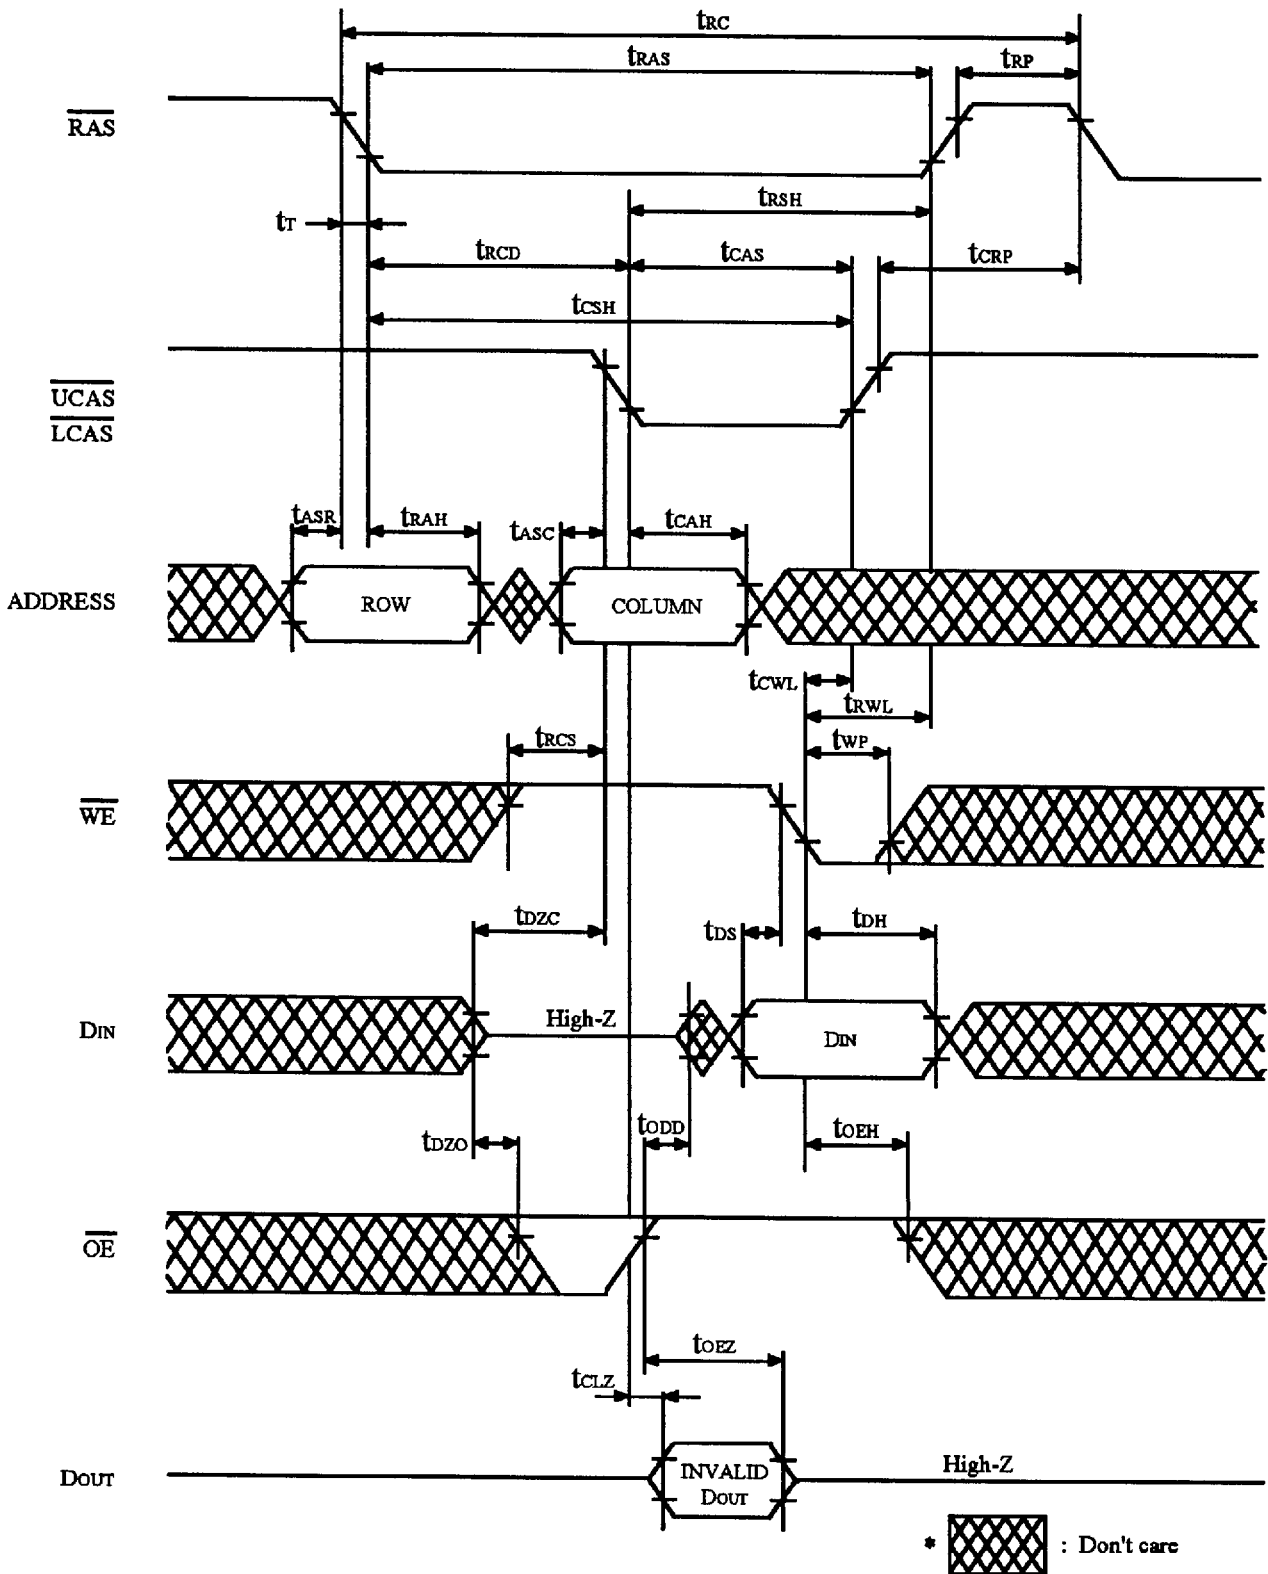 tRC
tRAS
tRP
RAS
tRSH
tT
tRCD
tCAS
tCRP
tCSH
UCAS
LCAS
tASR
tRAH
tASC
tCAH
ADDRESS
ROW
COLUMN
tCWL
tRWL
tRCS
tWP
WE
tDZC
tDS
tDH
DIN
High-Z
DIN
tDZO
tODD
tOEH
OE
tOEZ
tCLZ
DOUT
INVALID
DOUT
High-Z
* : Don't care